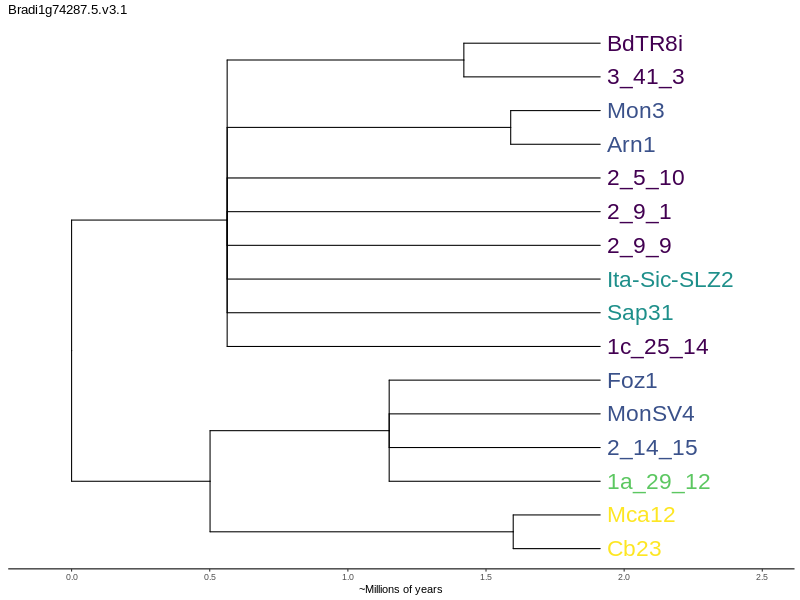 Bradi1g74287.5.v3.1
BdTR8i
3_41_3
Mon3
Arn1
2_5_10
2_9_1
2_9_9
Ita-Sic-SLZ2
Sap31
1c_25_14
Foz1
MonSV4
2_14_15
1a_29_12
Mca12
Cb23
0.0 0.5 1.0 1.5 2.0 2.5
~Millions of years